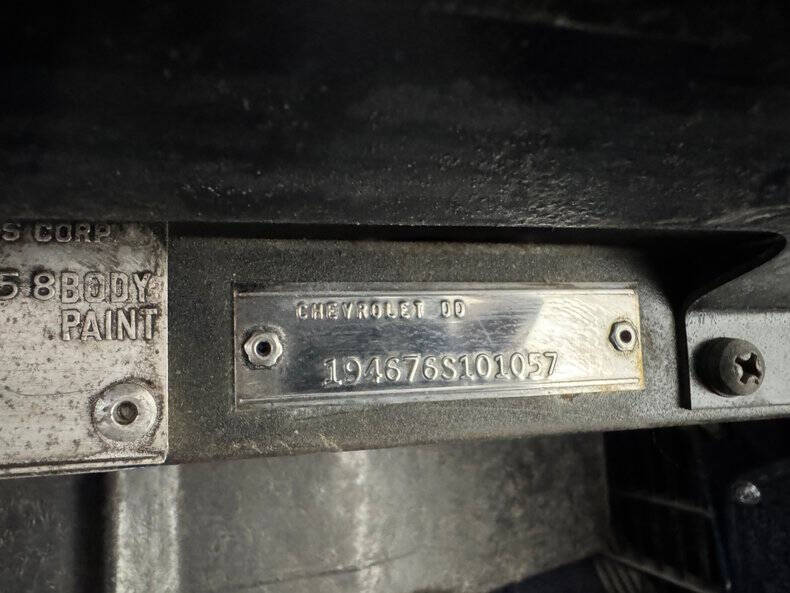 S CORP
5.8 BODY
PAINT
CHEVROLET DD
194676S101057